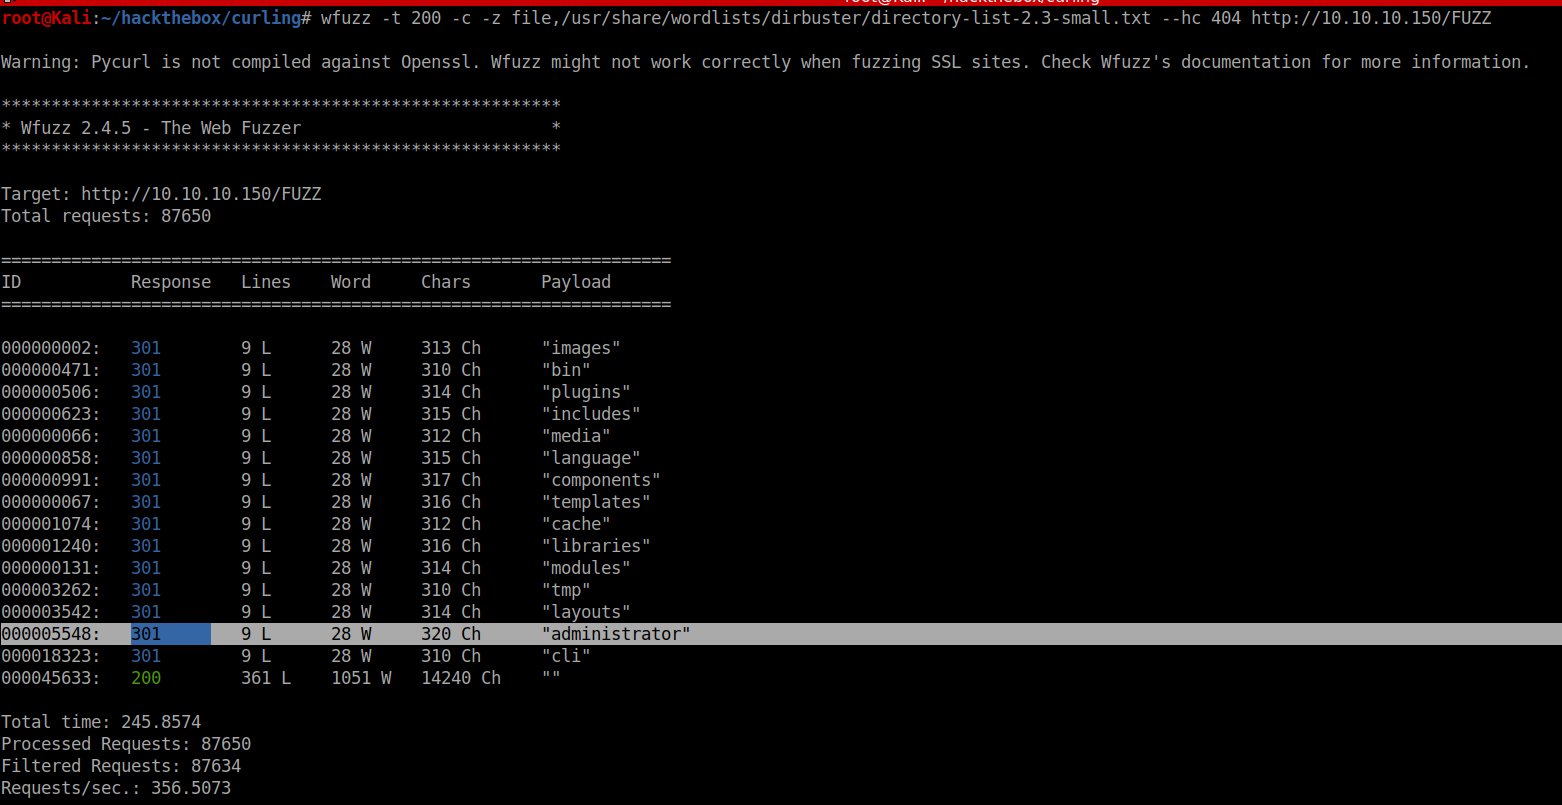 root@Kali:~/hackthebox/curling# wfuzz -t 200 -c -z file,/usr/share/wordlists/dirbuster/directory-list-2.3-small.txt --hc 404 http://10.10.10.150/FUZZ
Warning: Pycurl is not compiled against Openssl. Wfuzz might not work correctly when fuzzing SSL sites. Check Wfuzz's documentation for more information.
********************************************************
* Wfuzz 2.4.5 - The Web Fuzzer                         *
********************************************************
Target: http://10.10.10.150/FUZZ
Total requests: 87650
===================================================================
ID           Response   Lines    Word     Chars       Payload
===================================================================
000000002:   301        9 L      28 W     313 Ch      "images"
000000471:   301        9 L      28 W     310 Ch      "bin"
000000506:   301        9 L      28 W     314 Ch      "plugins"
000000623:   301        9 L      28 W     315 Ch      "includes"
000000066:   301        9 L      28 W     312 Ch      "media"
000000858:   301        9 L      28 W     315 Ch      "language"
000000991:   301        9 L      28 W     317 Ch      "components"
000000067:   301        9 L      28 W     316 Ch      "templates"
000001074:   301        9 L      28 W     312 Ch      "cache"
000001240:   301        9 L      28 W     316 Ch      "libraries"
000000131:   301        9 L      28 W     314 Ch      "modules"
000003262:   301        9 L      28 W     310 Ch      "tmp"
000003542:   301        9 L      28 W     314 Ch      "layouts"
000005548:   301        9 L      28 W     320 Ch      "administrator"
000018323:   301        9 L      28 W     310 Ch      "cli"
000045633:   200        361 L    1051 W   14240 Ch    ""
Total time: 245.8574
Processed Requests: 87650
Filtered Requests: 87634
Requests/sec.: 356.5073